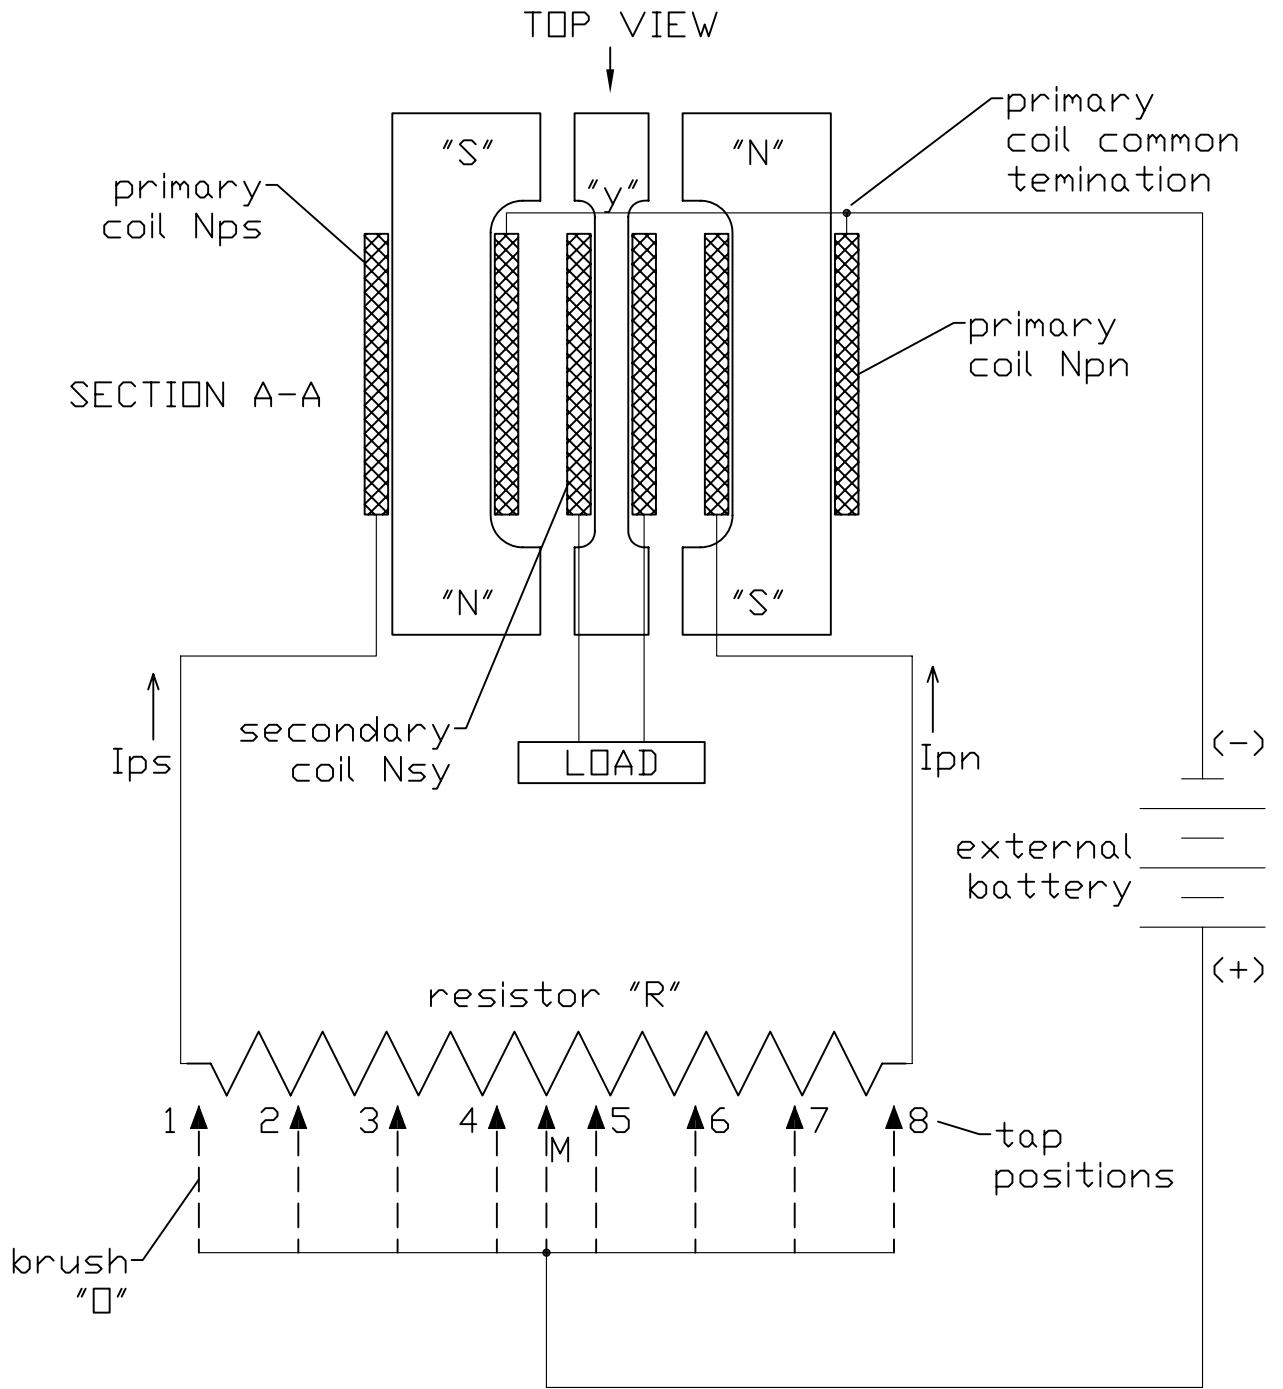 TOP VIEW
primary
coil common
temination
"S"
"y"
"N"
primary
coil Nps
primary
coil Npn
SECTION A-A
"N"
"S"
secondary
coil Nsy
LOAD
Ips
Ipn
(-)
external
battery
(+)
resistor "R"
1 2 3 4 5 6 7 8
M
tap
positions
brush
"O"